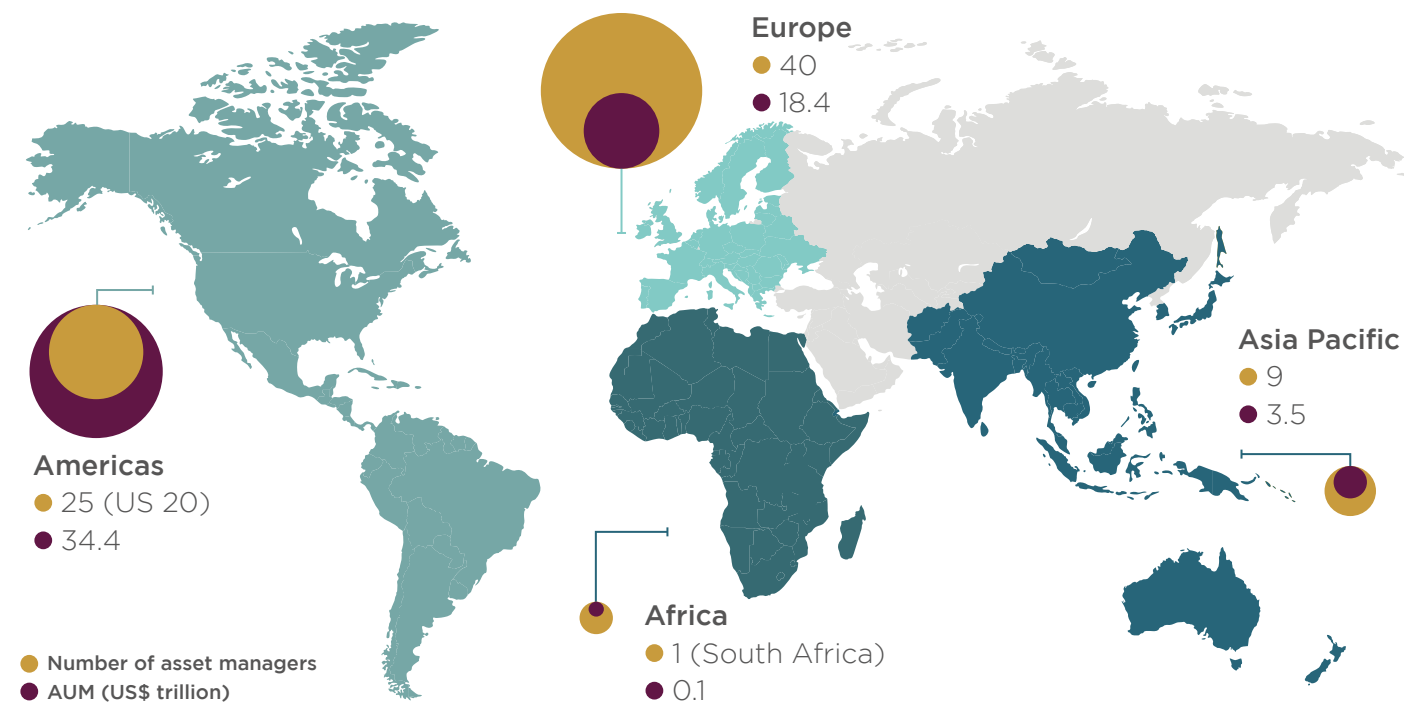 Europe
40
18.4
Asia Pacific
9
3.5
Americas
25 (US 20)
34.4
Africa
1 (South Africa)
0.1
Number of asset managers
AUM (US$ trillion)